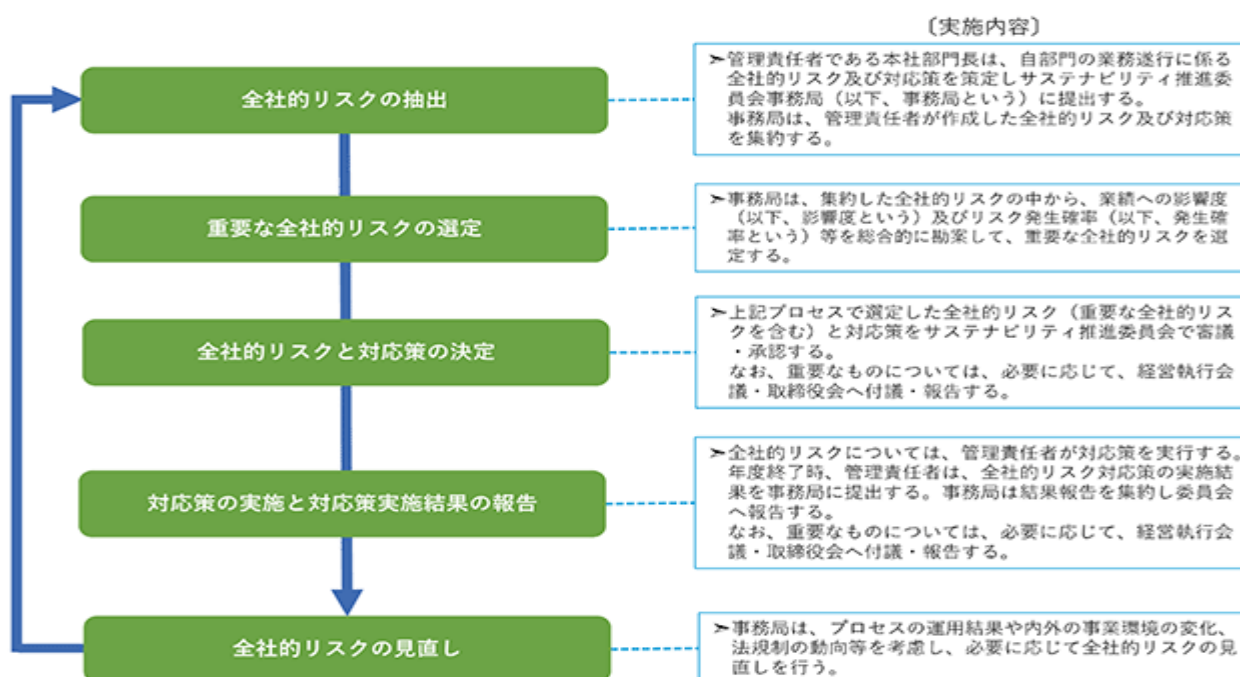 〔実施内容〕
全社的リスクの抽出
➢管理責任者である本社部門長は、自部門の業務遂行に係る
全社的リスク及び対応策を策定しサステナビリティ推進委
員会事務局（以下、事務局という）に提出する。
事務局は、管理責任者が作成した全社的リスク及び対応策
を集約する。
重要な全社的リスクの選定
➢事務局は、集約した全社的リスクの中から、業績への影響度
（以下、影響度という）及びリスク発生確率（以下、発生確
率という）等を総合的に勘案して、重要な全社的リスクを選
定する。
全社的リスクと対応策の決定
➢上記プロセスで選定した全社的リスク（重要な全社的リス
クを含む）と対応策をサステナビリティ推進委員会で審議
・承認する。
なお、重要なものについては、必要に応じて、経営執行会
議・取締役会へ付議・報告する。
対応策の実施と対応策実施結果の報告
➢全社的リスクについては、管理責任者が対応策を実行する。
年度終了時、管理責任者は、全社的リスク対応策の実施結
果を事務局に提出する。事務局は結果報告を集約し委員会
へ報告する。
なお、重要なものについては、必要に応じて、経営執行会
議・取締役会へ付議・報告する。
全社的リスクの見直し
➢事務局は、プロセスの運用結果や内外の事業環境の変化、
法規制の動向等を考慮し、必要に応じて全社的リスクの見
直しを行う。